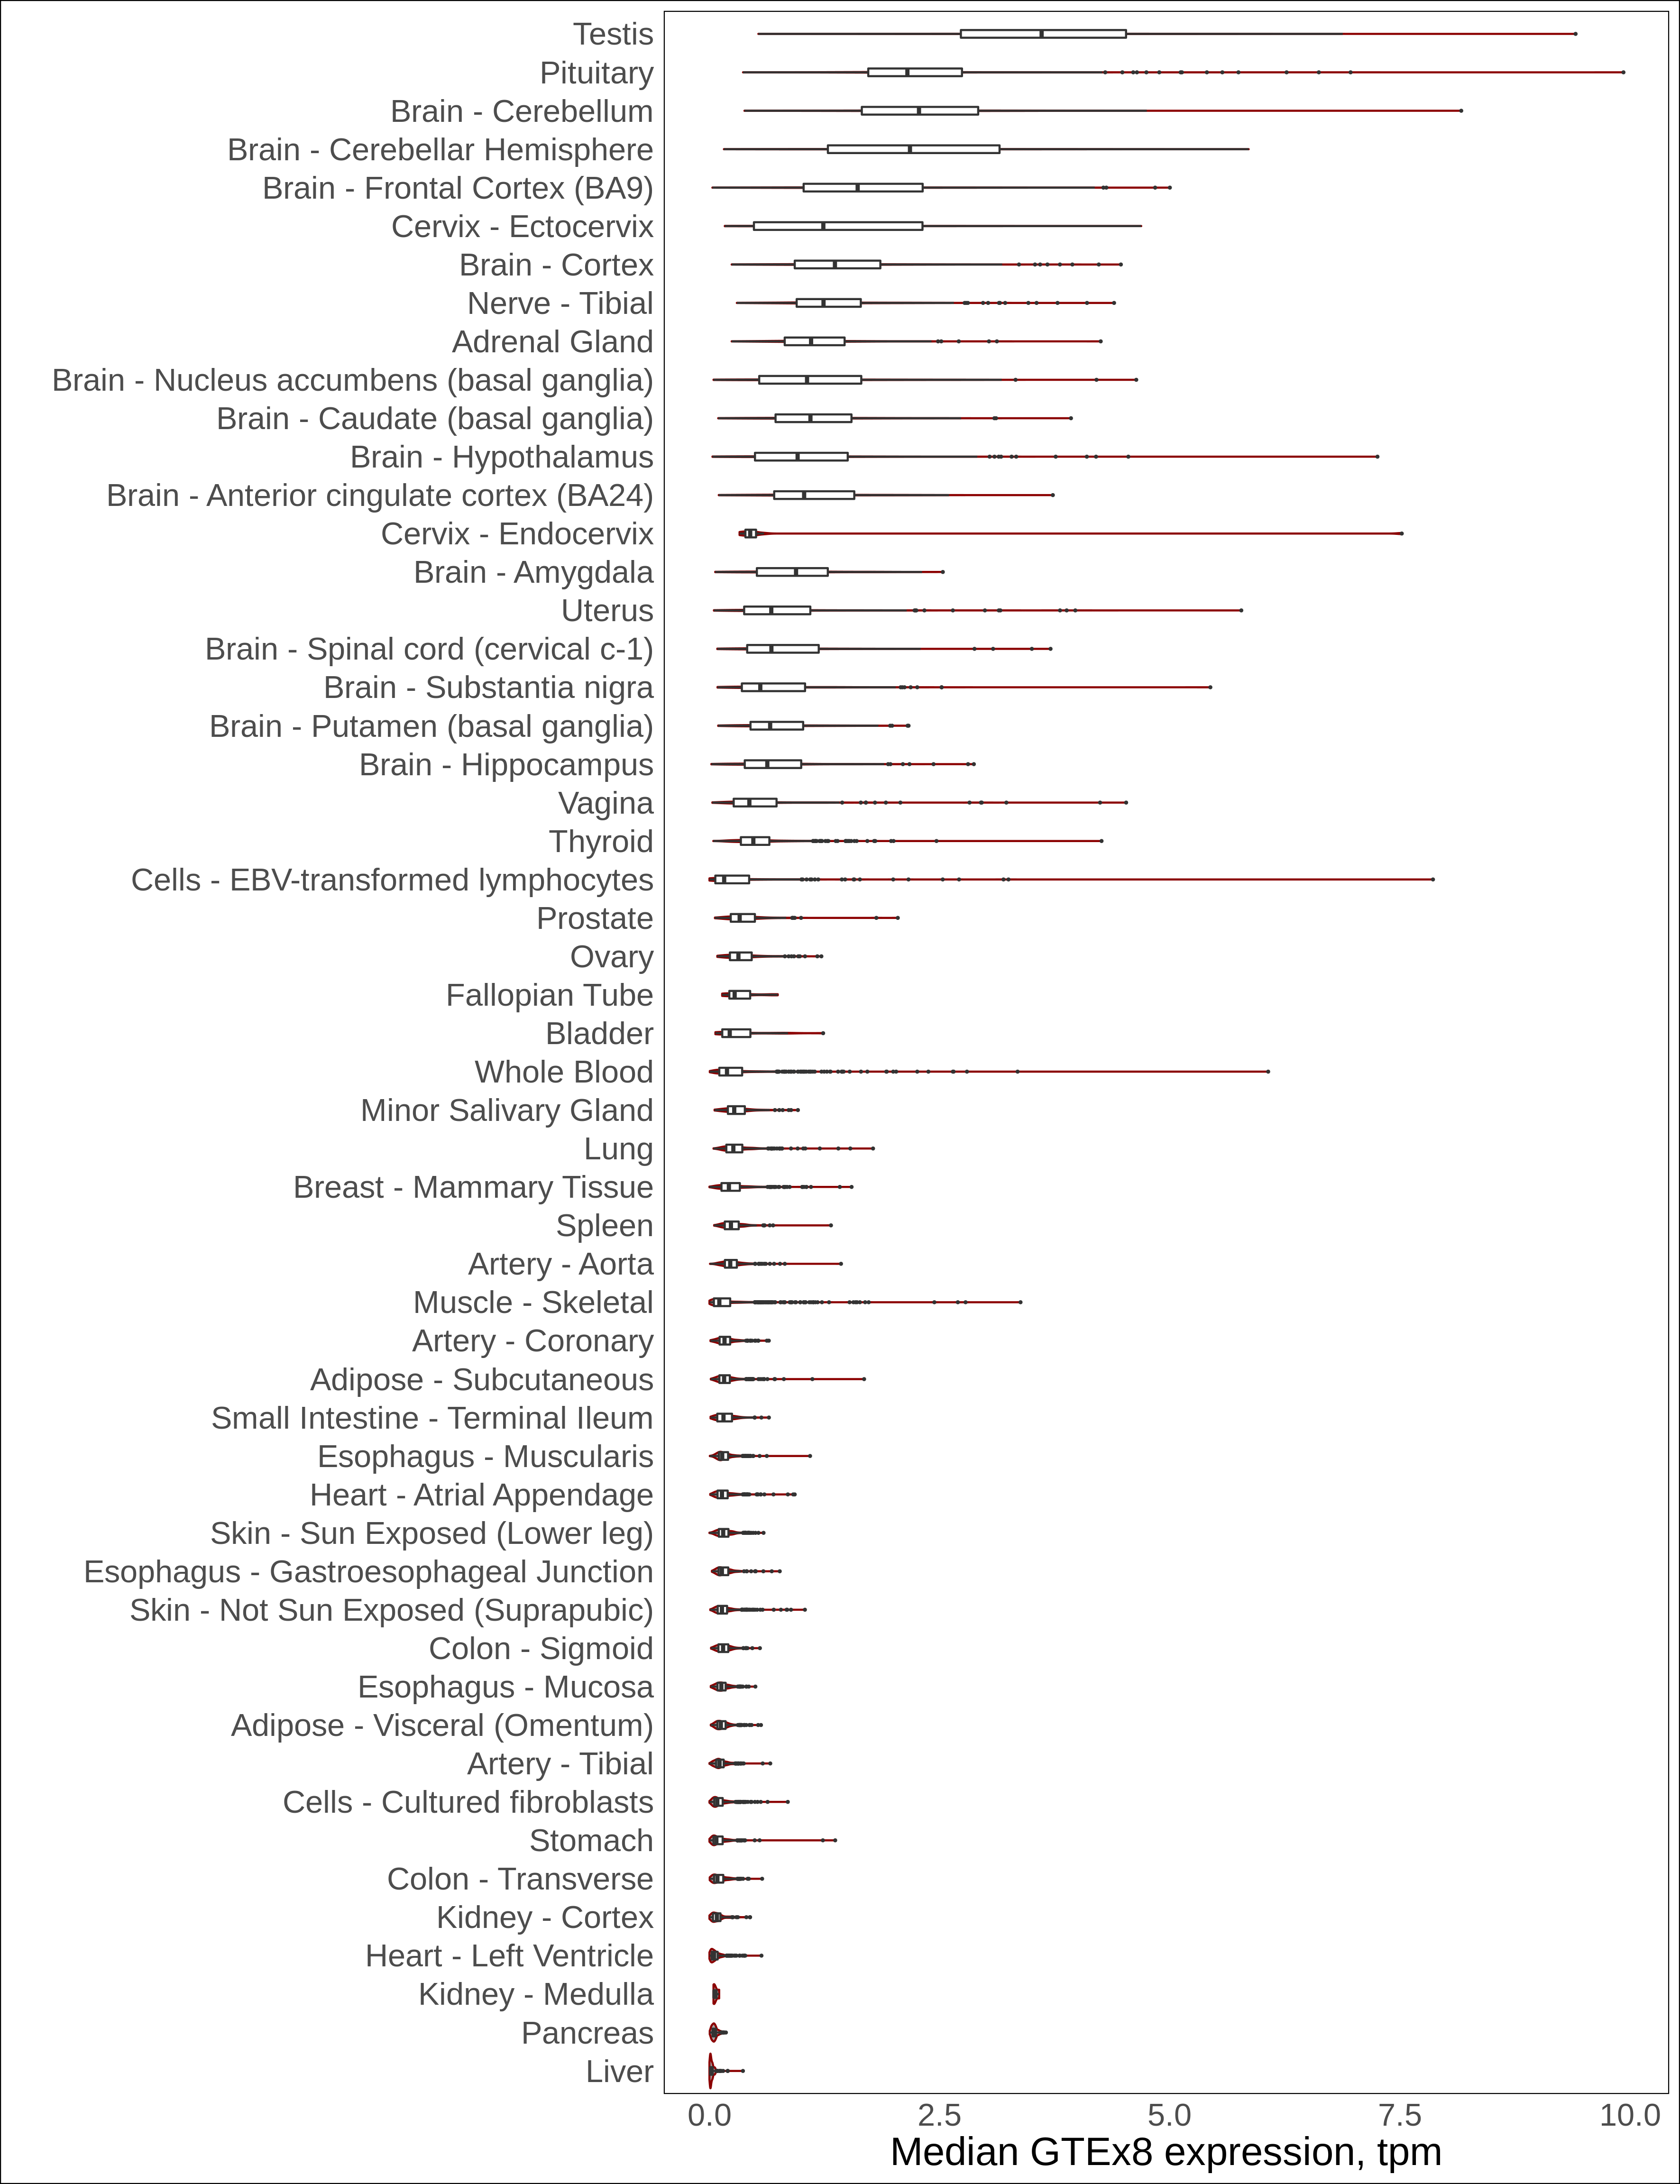 Testis
Pituitary
Brain - Cerebellum
Brain - Cerebellar Hemisphere
Brain - Frontal Cortex (BA9)
Cervix - Ectocervix
Brain - Cortex
Nerve - Tibial
Adrenal Gland
Brain - Nucleus accumbens (basal ganglia)
Brain - Caudate (basal ganglia)
Brain - Hypothalamus
Brain - Anterior cingulate cortex (BA24)
Cervix - Endocervix
Brain - Amygdala
Uterus
Brain - Spinal cord (cervical c-1)
Brain - Substantia nigra
Brain - Putamen (basal ganglia)
Brain - Hippocampus
Vagina
Thyroid
Cells - EBV-transformed lymphocytes
Prostate
Ovary
Fallopian Tube
Bladder
Whole Blood
Minor Salivary Gland
Lung
Breast - Mammary Tissue
Spleen
Artery - Aorta
Muscle - Skeletal
Artery - Coronary
Adipose - Subcutaneous
Small Intestine - Terminal Ileum
Esophagus - Muscularis
Heart - Atrial Appendage
Skin - Sun Exposed (Lower leg)
Esophagus - Gastroesophageal Junction
Skin - Not Sun Exposed (Suprapubic)
Colon - Sigmoid
Esophagus - Mucosa
Adipose - Visceral (Omentum)
Artery - Tibial
Cells - Cultured fibroblasts
Stomach
Colon - Transverse
Kidney - Cortex
Heart - Left Ventricle
Kidney - Medulla
Pancreas
Liver
0.0 2.5 5.0 7.5 10.0
Median GTEx8 expression, tpm